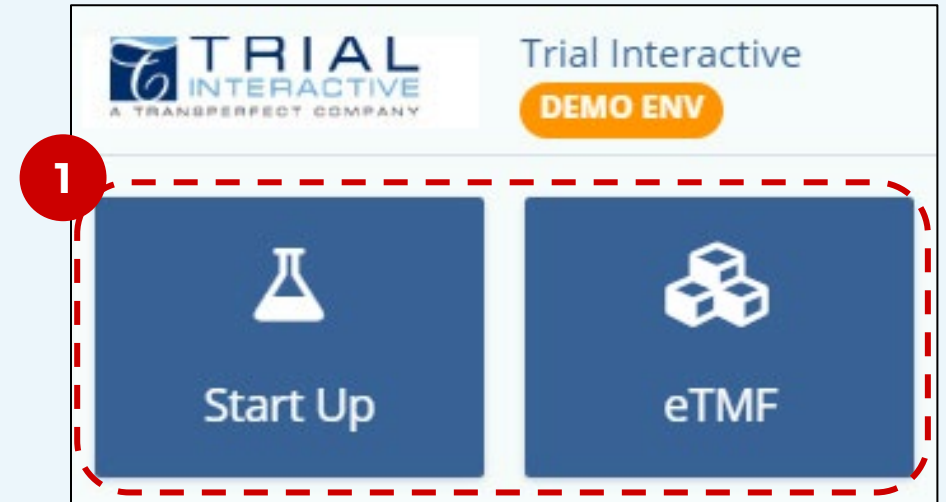 TRIAL
INTERACTIVE
A TRANSPERFECT COMPANY
Trial Interactive
DEMO ENV
1
Start Up
eTMF